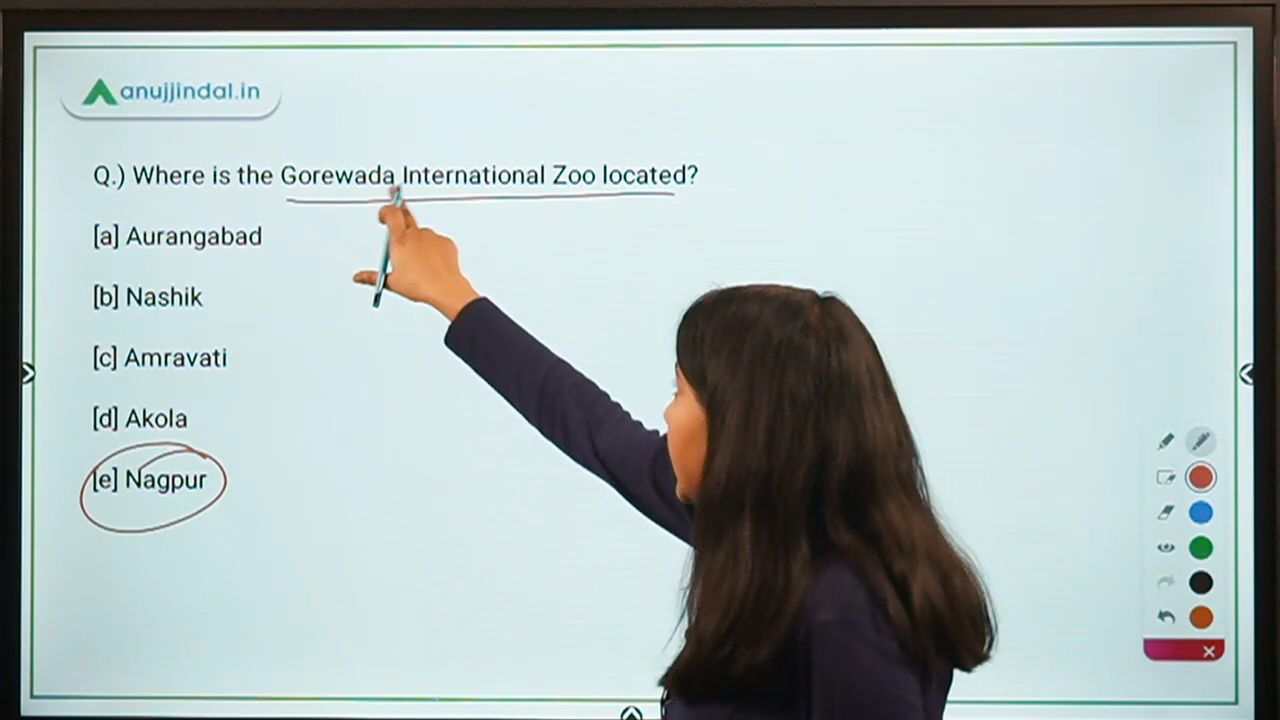 anujjindal.in
Q.) Where is the Gorewada International Zoo located?
[a] Aurangabad
[b] Nashik
[c] Amravati
[d] Akola
[e] Nagpur